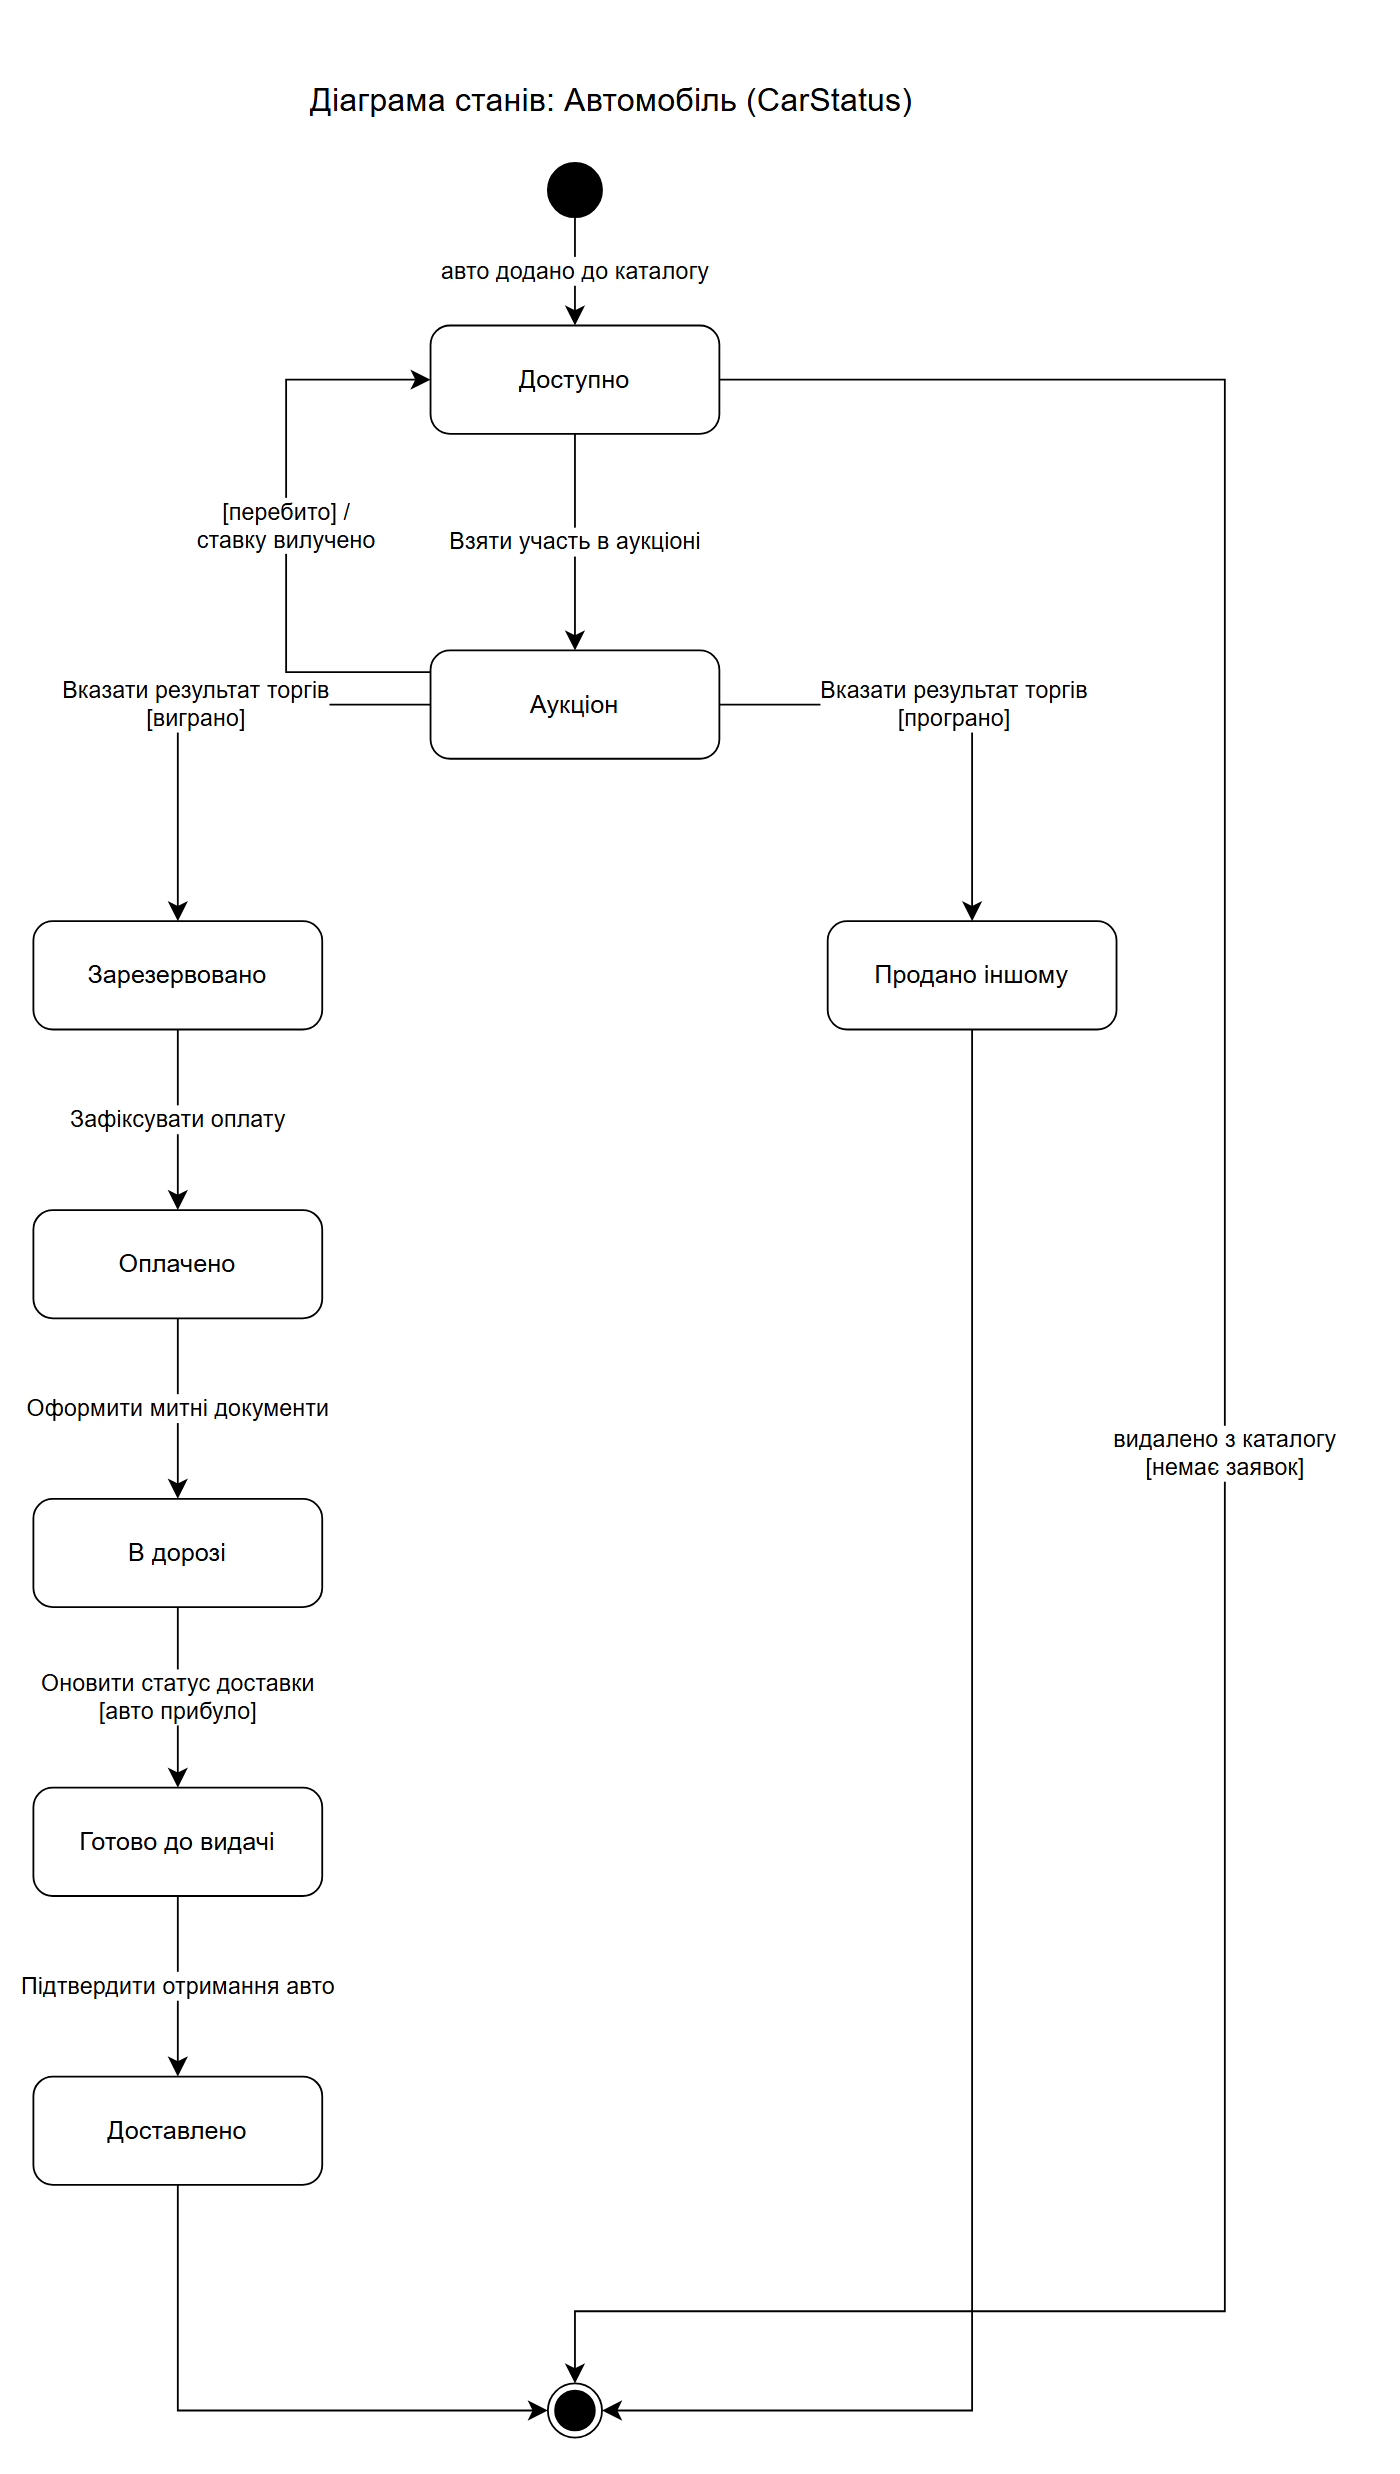 Діаграма станів: Автомобіль (CarStatus)
авто додано до каталогу
Доступно
[перебито] /
ставку вилучено
Взяти участь в аукціоні
Вказати результат торгів
[виграно]
Аукціон
Вказати результат торгів
[програно]
Зарезервовано
Продано іншому
Зафіксувати оплату
Оплачено
Оформити митні документи
видалено з каталогу
[немає заявок]
В дорозі
Оновити статус доставки
[авто прибуло]
Готово до видачі
Підтвердити отримання авто
Доставлено